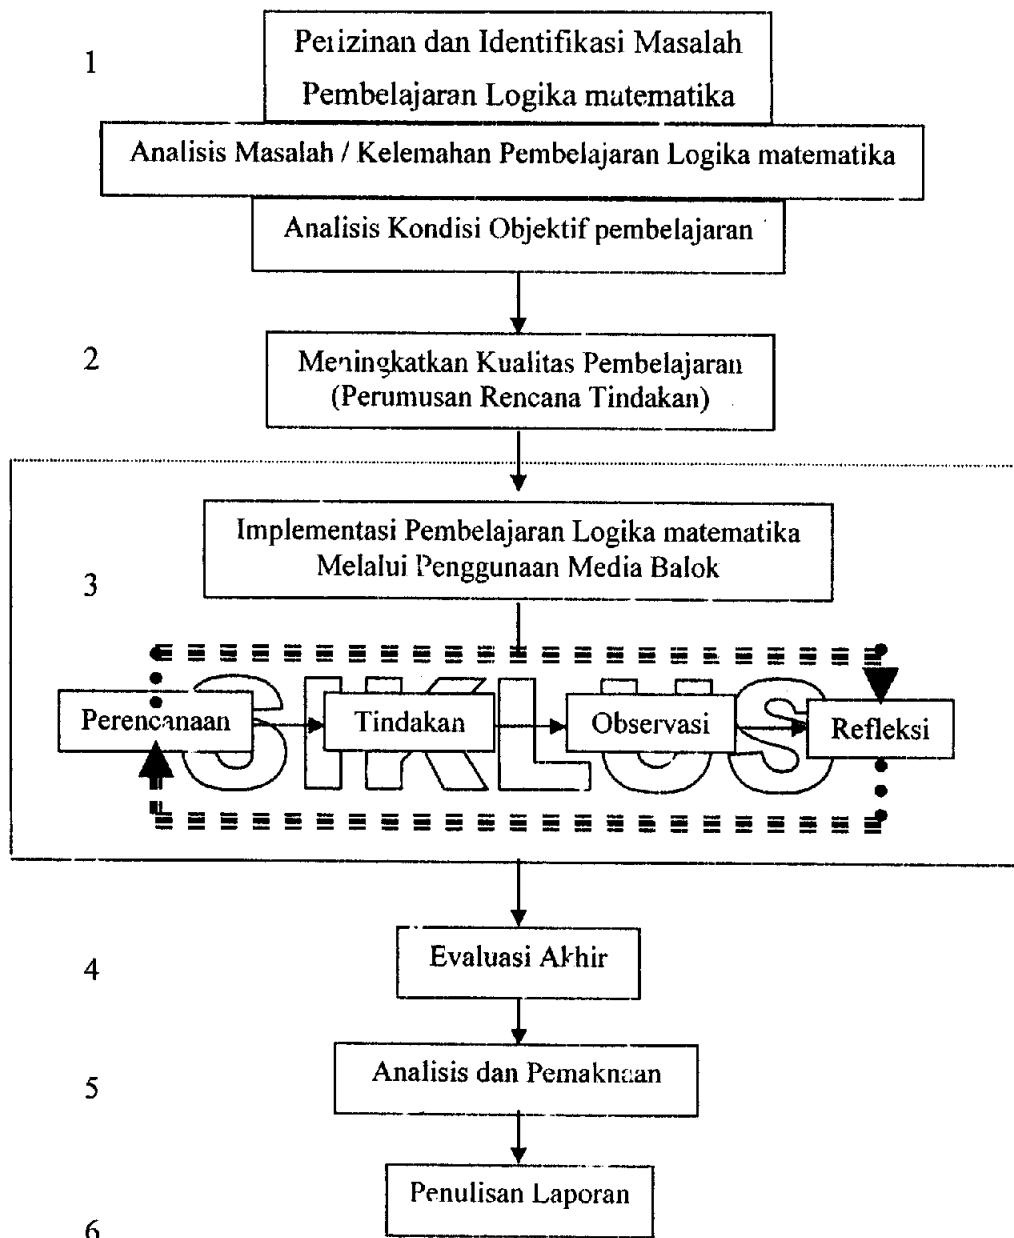 1
Perizinan dan Identifikasi Masalah
Pembelajaran Logika matematika
Analisis Masalah / Kelemahan Pembelajaran Logika matematika
Analisis Kondisi Objektif pembelajaran
2
Meningkatkan Kualitas Pembelajaran
(Perumusan Rencana Tindakan)
3
Implementasi Pembelajaran Logika matematika
Melalui Penggunaan Media Balok
SIKLUS
Perencanaan
Tindakan
Observasi
Refleksi
4
Evaluasi Akhir
5
Analisis dan Pemaknaan
6
Penulisan Laporan